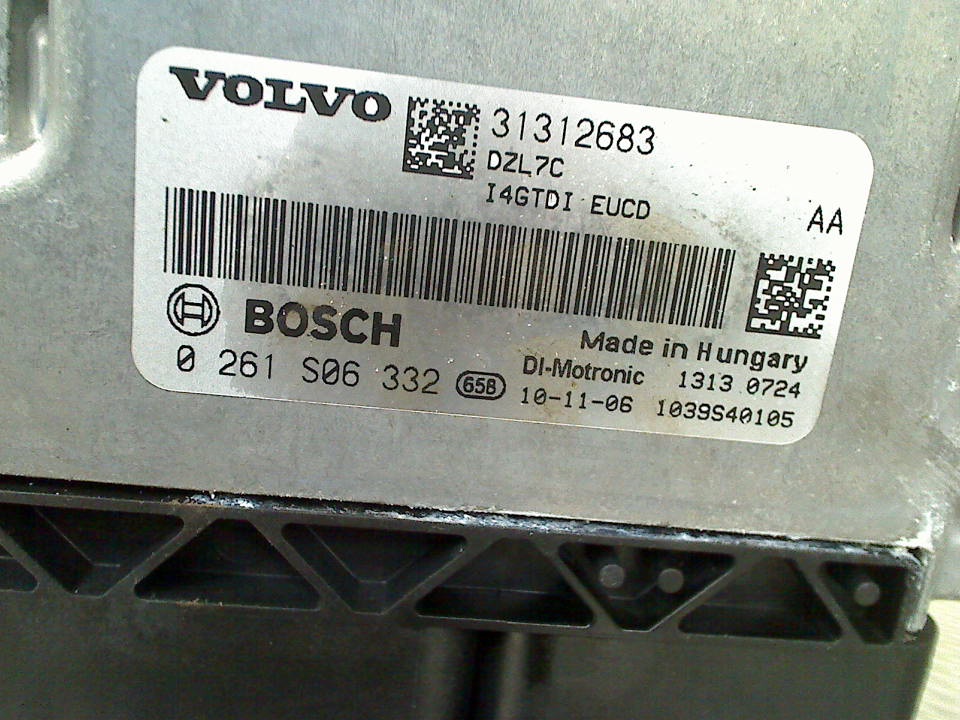 VOLVO
31312683
DZL7C
I4GTDI EUCD
AA
BOSCH
Made in Hungary
0 261 S06 332 658
DI-Motronic 1313 0724
10-11-06 1039S40105